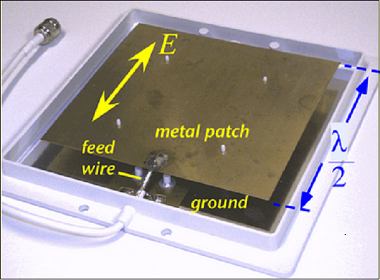 E
metal patch
feed
wire
ground
λ
2